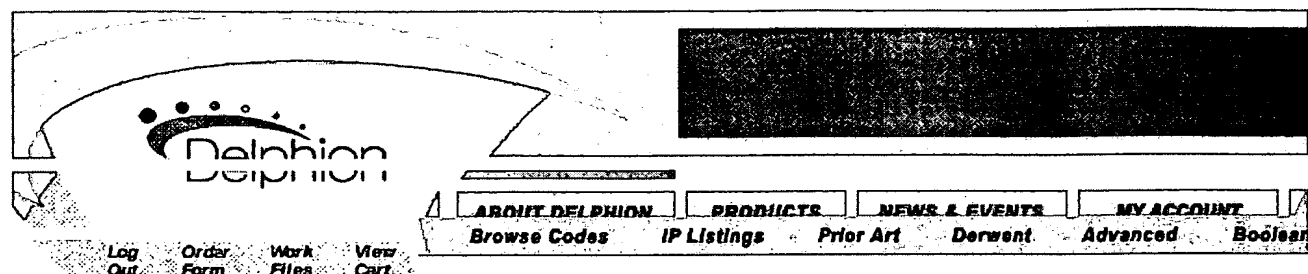 Delphion
ABOUT DELPHION PRODUCTS NEWS & EVENTS MY ACCOUNT
Browse Codes IP Listings Prior Art Derwent Advanced Boolean
Log Out Order Form Work Files View Cart